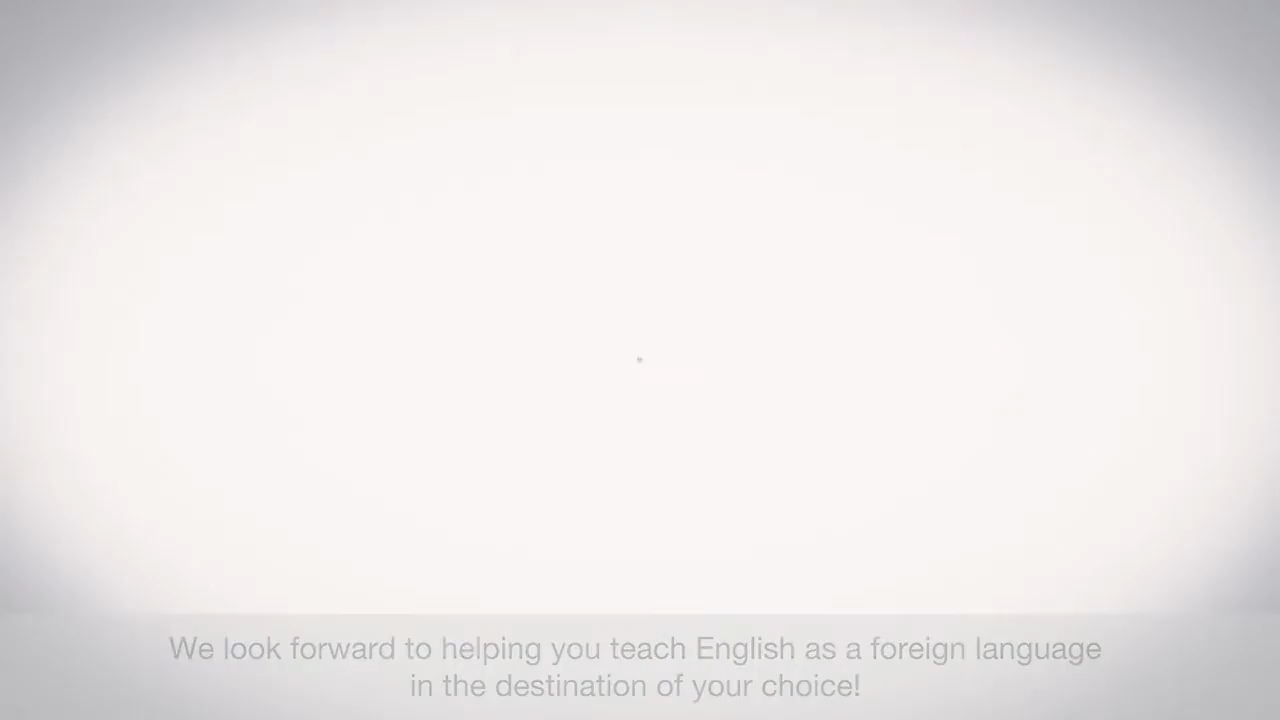 We look forward to helping you teach English as a foreign language
in the destination of your choice!